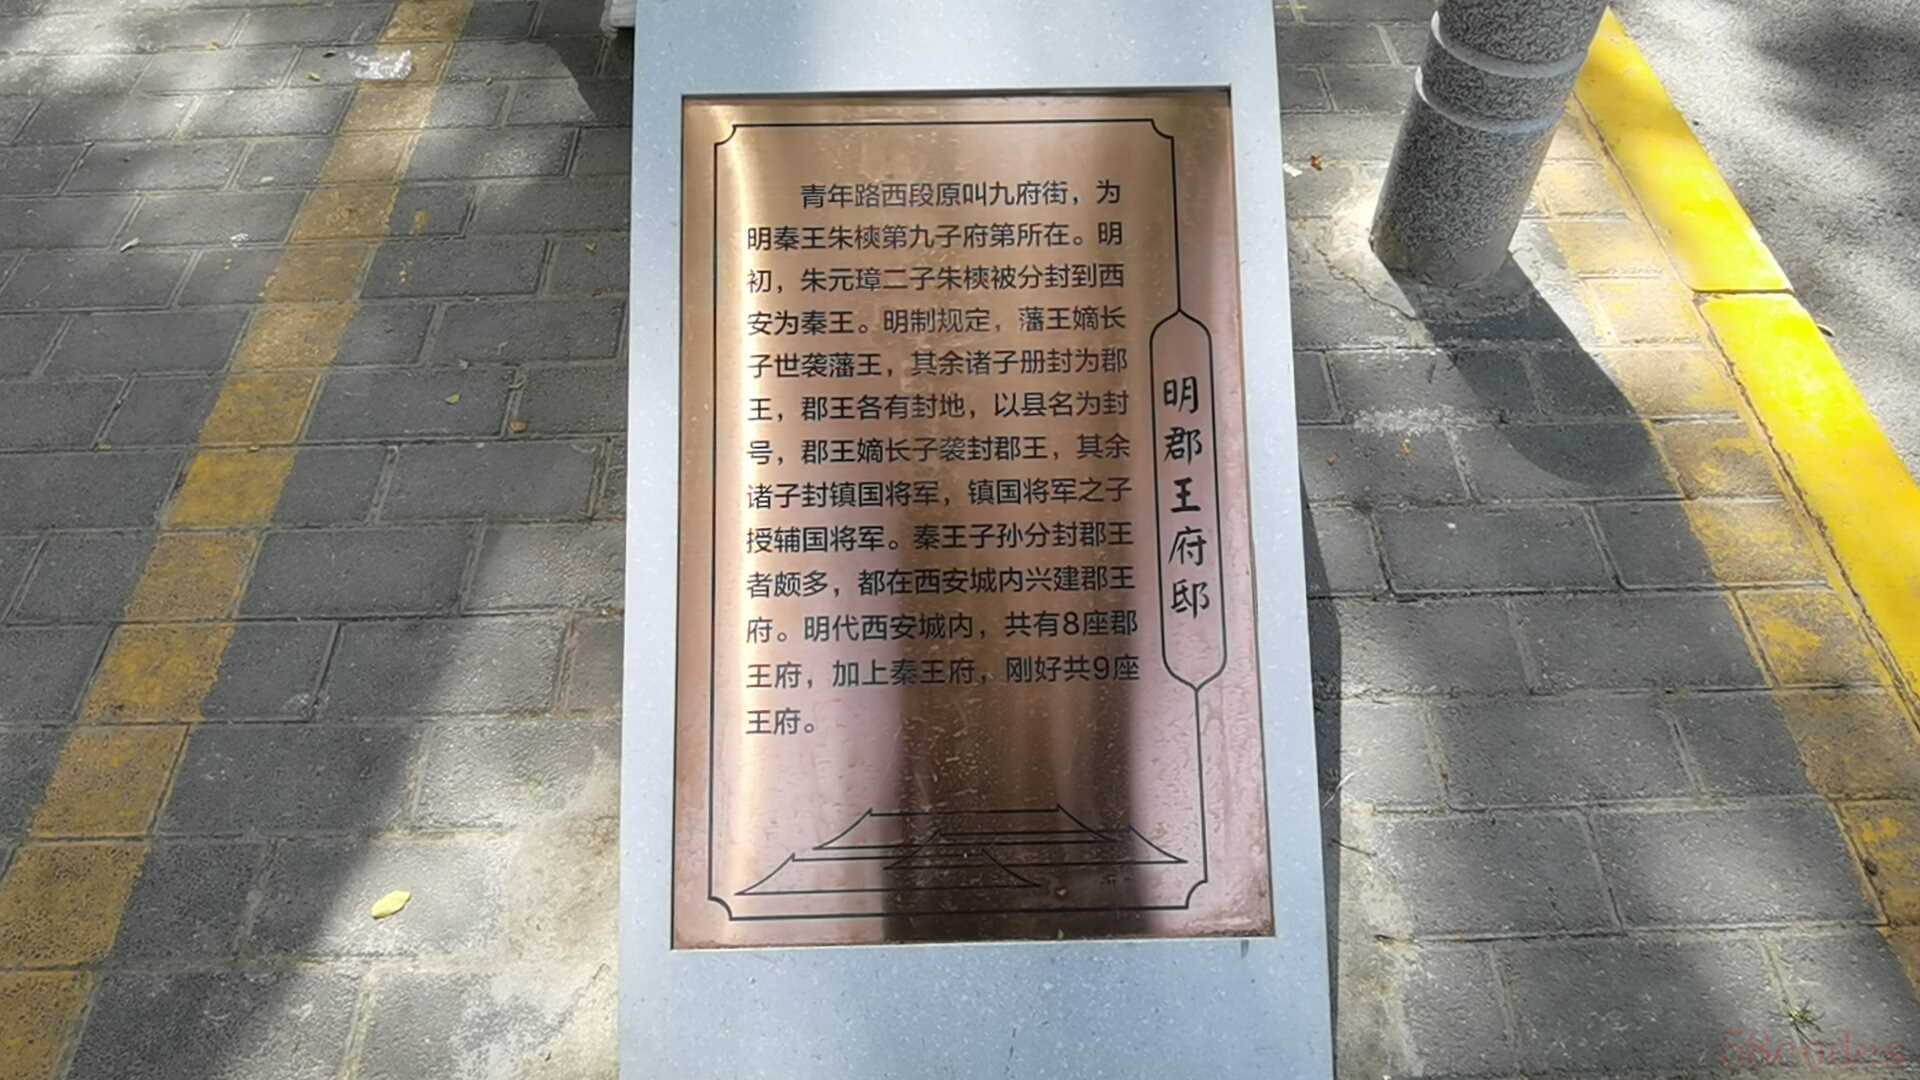 青年路西段原叫九府街，为
明秦王朱樉第九子府第所在。明
初，朱元璋二子朱樉被分封到西
安为秦王。明制规定，藩王嫡长
子世袭藩王，其余诸子册封为郡
王，郡王各有封地，以县名为封
号，郡王嫡长子袭封郡王，其余
诸子封镇国将军，镇国将军之子
授辅国将军。秦王子孙分封郡王
者颇多，都在西安城内兴建郡王
府。明代西安城内，共有8座郡
王府，加上秦王府，刚好共9座
王府。
明郡王府邸